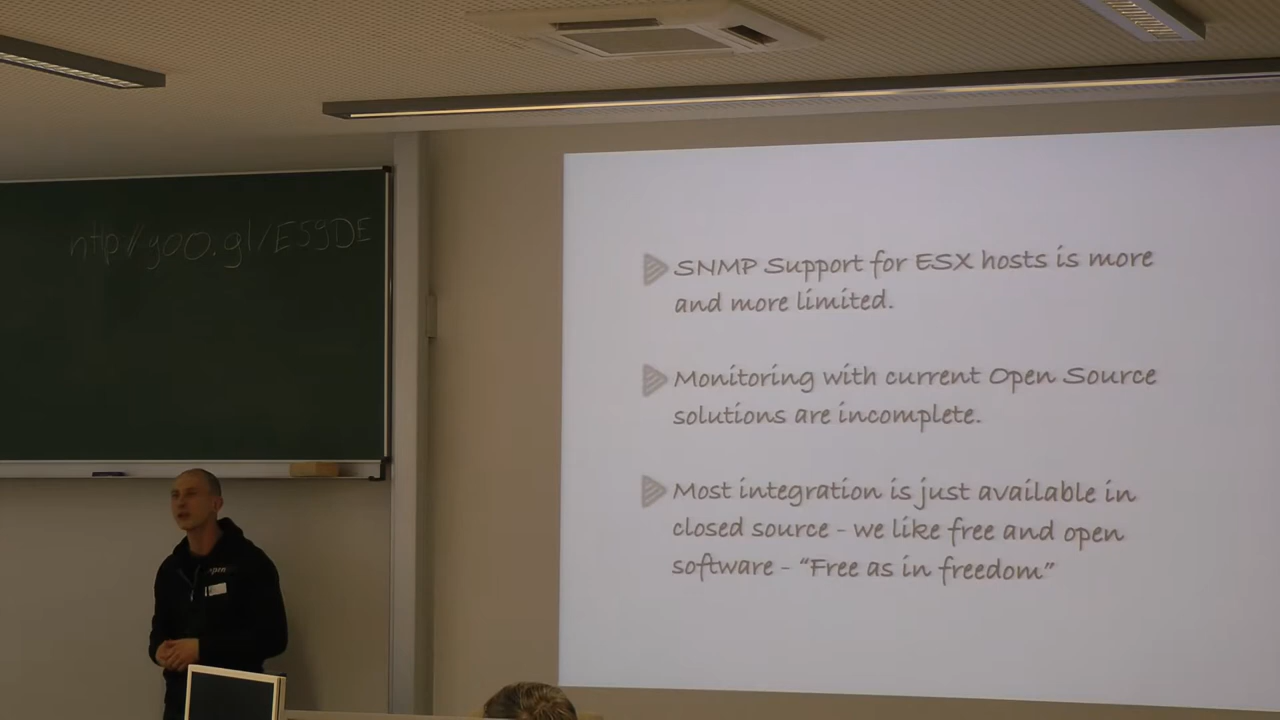 http://goo.gl/ES9DE
SNMP Support for ESX hosts is more
and more limited.
Monitoring with current Open Source
solutions are incomplete.
Most integration is just available in
closed source - we like free and open
software - “Free as in freedom”